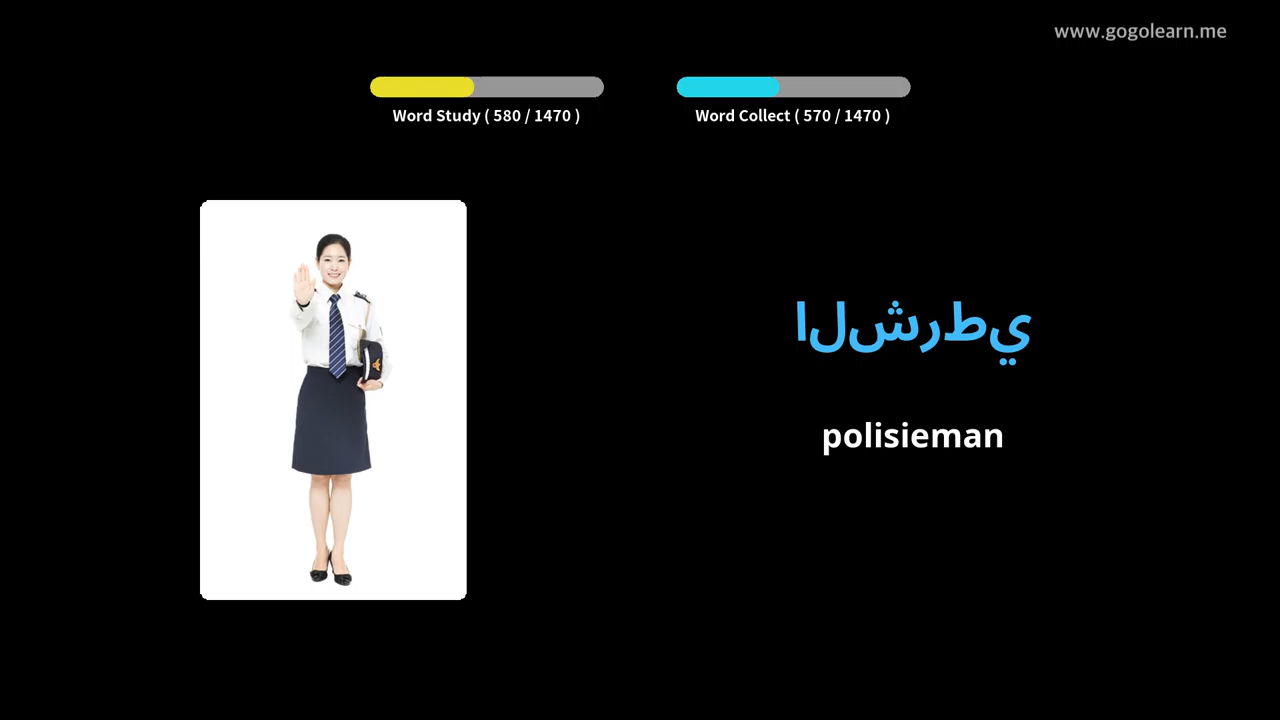 www.gogolearn.me
Word Study ( 580 / 1470 )
Word Collect ( 570 / 1470 )
الشرطي
polisieman